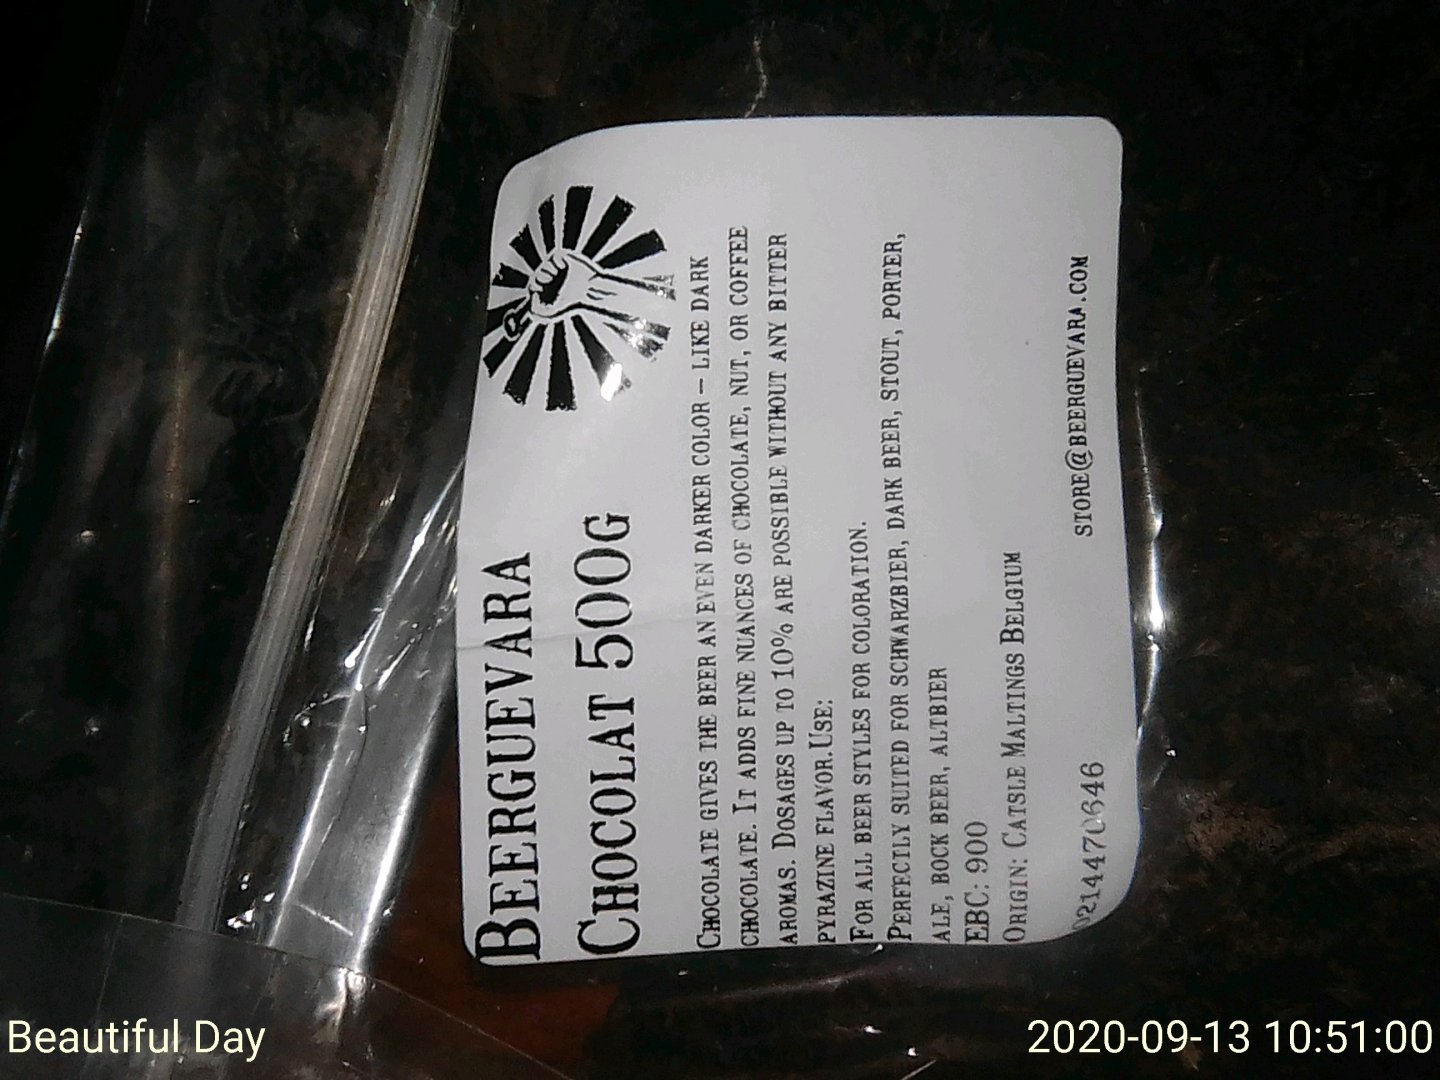 BEERGUEVARA
CHOCOLAT 500G
CHOCOLATE GIVES THE BEER AN EVEN DARKER COLOR – LIKE DARK
CHOCOLATE. IT ADDS FINE NUANCES OF CHOCOLATE, NUT, OR COFFEE
AROMAS. DOSAGES UP TO 10% ARE POSSIBLE WITHOUT ANY BITTER
PYRAZINE FLAVOR.USE:
FOR ALL BEER STYLES FOR COLORATION.
PERFECTLY SUITED FOR SCHWARZBIER, DARK BEER, STOUT, PORTER,
ALE, BOCK BEER, ALTBIER
EBC: 900
ORIGIN: CATSLE MALTINGS BELGIUM
02144470646 STORE@BEERGUEVARA.COM
Beautiful Day
2020-09-13 10:51:00